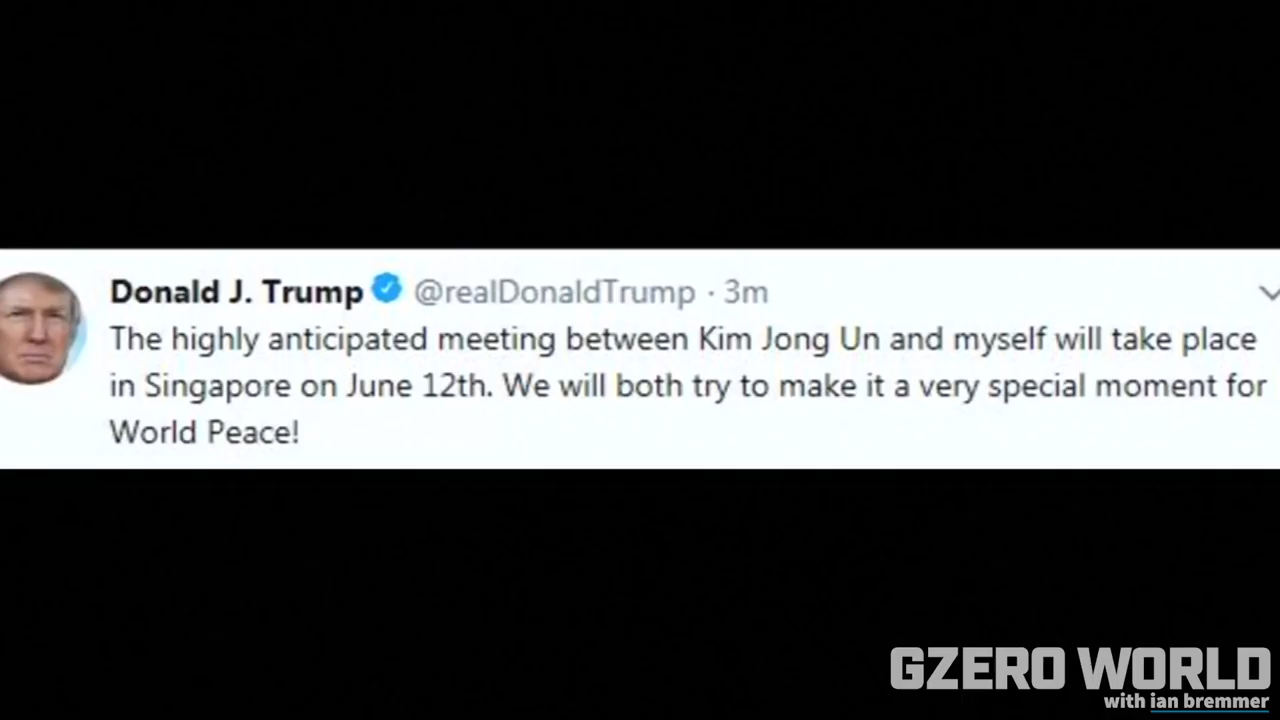 Donald J. Trump @realDonaldTrump · 3m
The highly anticipated meeting between Kim Jong Un and myself will take place
in Singapore on June 12th. We will both try to make it a very special moment for
World Peace!
GZERO WORLD
with ian bremmer